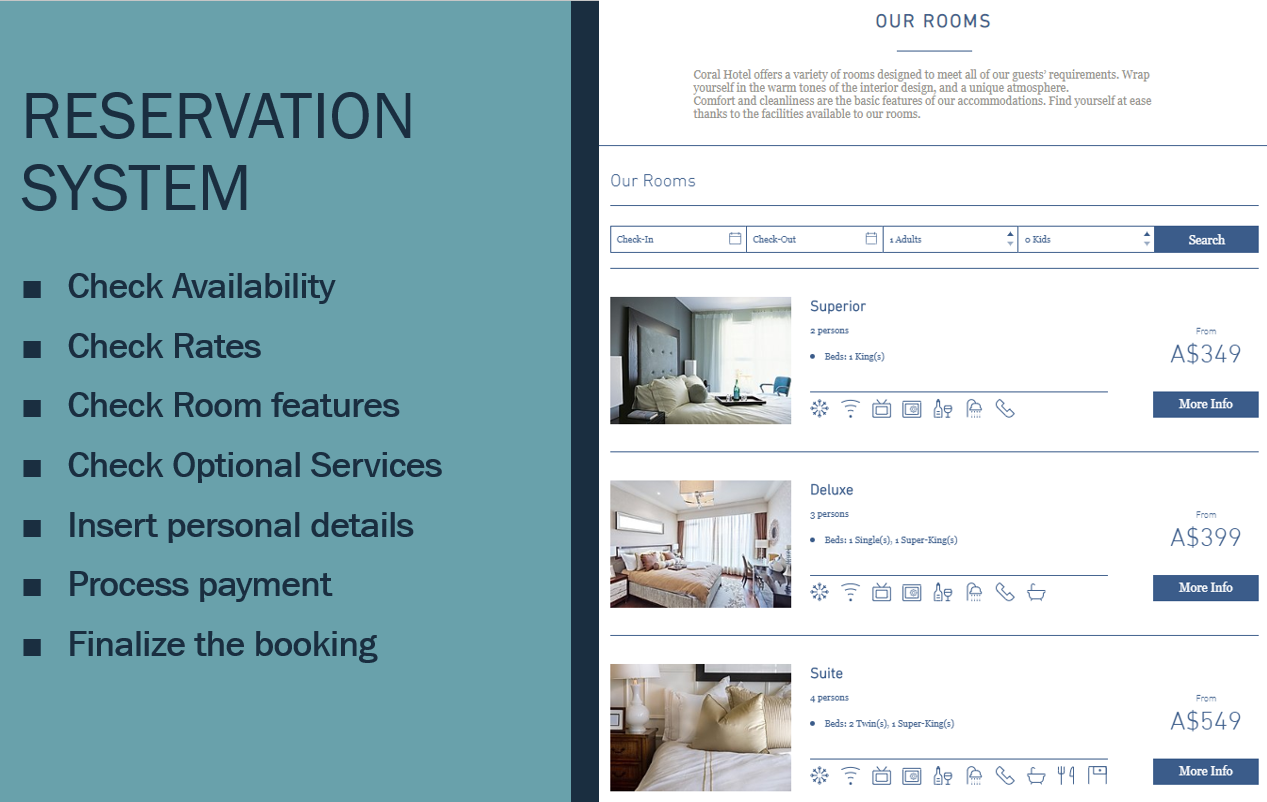 RESERVATION
SYSTEM
■ Check Availability
■ Check Rates
■ Check Room features
■ Check Optional Services
■ Insert personal details
■ Process payment
■ Finalize the booking
OUR ROOMS
Coral Hotel offers a variety of rooms designed to meet all of our guests' requirements. Wrap
yourself in the warm tones of the interior design, and a unique atmosphere.
Comfort and cleanliness are the basic features of our accommodations. Find yourself at ease
thanks to the facilities available to our rooms.
Our Rooms
Check-In Check-Out 1 Adults 0 Kids Search
Superior
2 persons
• Beds: 1 King(s)
From
A$349
More Info
Deluxe
3 persons
• Beds: 1 Single(s), 1 Super-King(s)
From
A$399
More Info
Suite
4 persons
• Beds: 2 Twin(s), 1 Super-King(s)
From
A$549
More Info